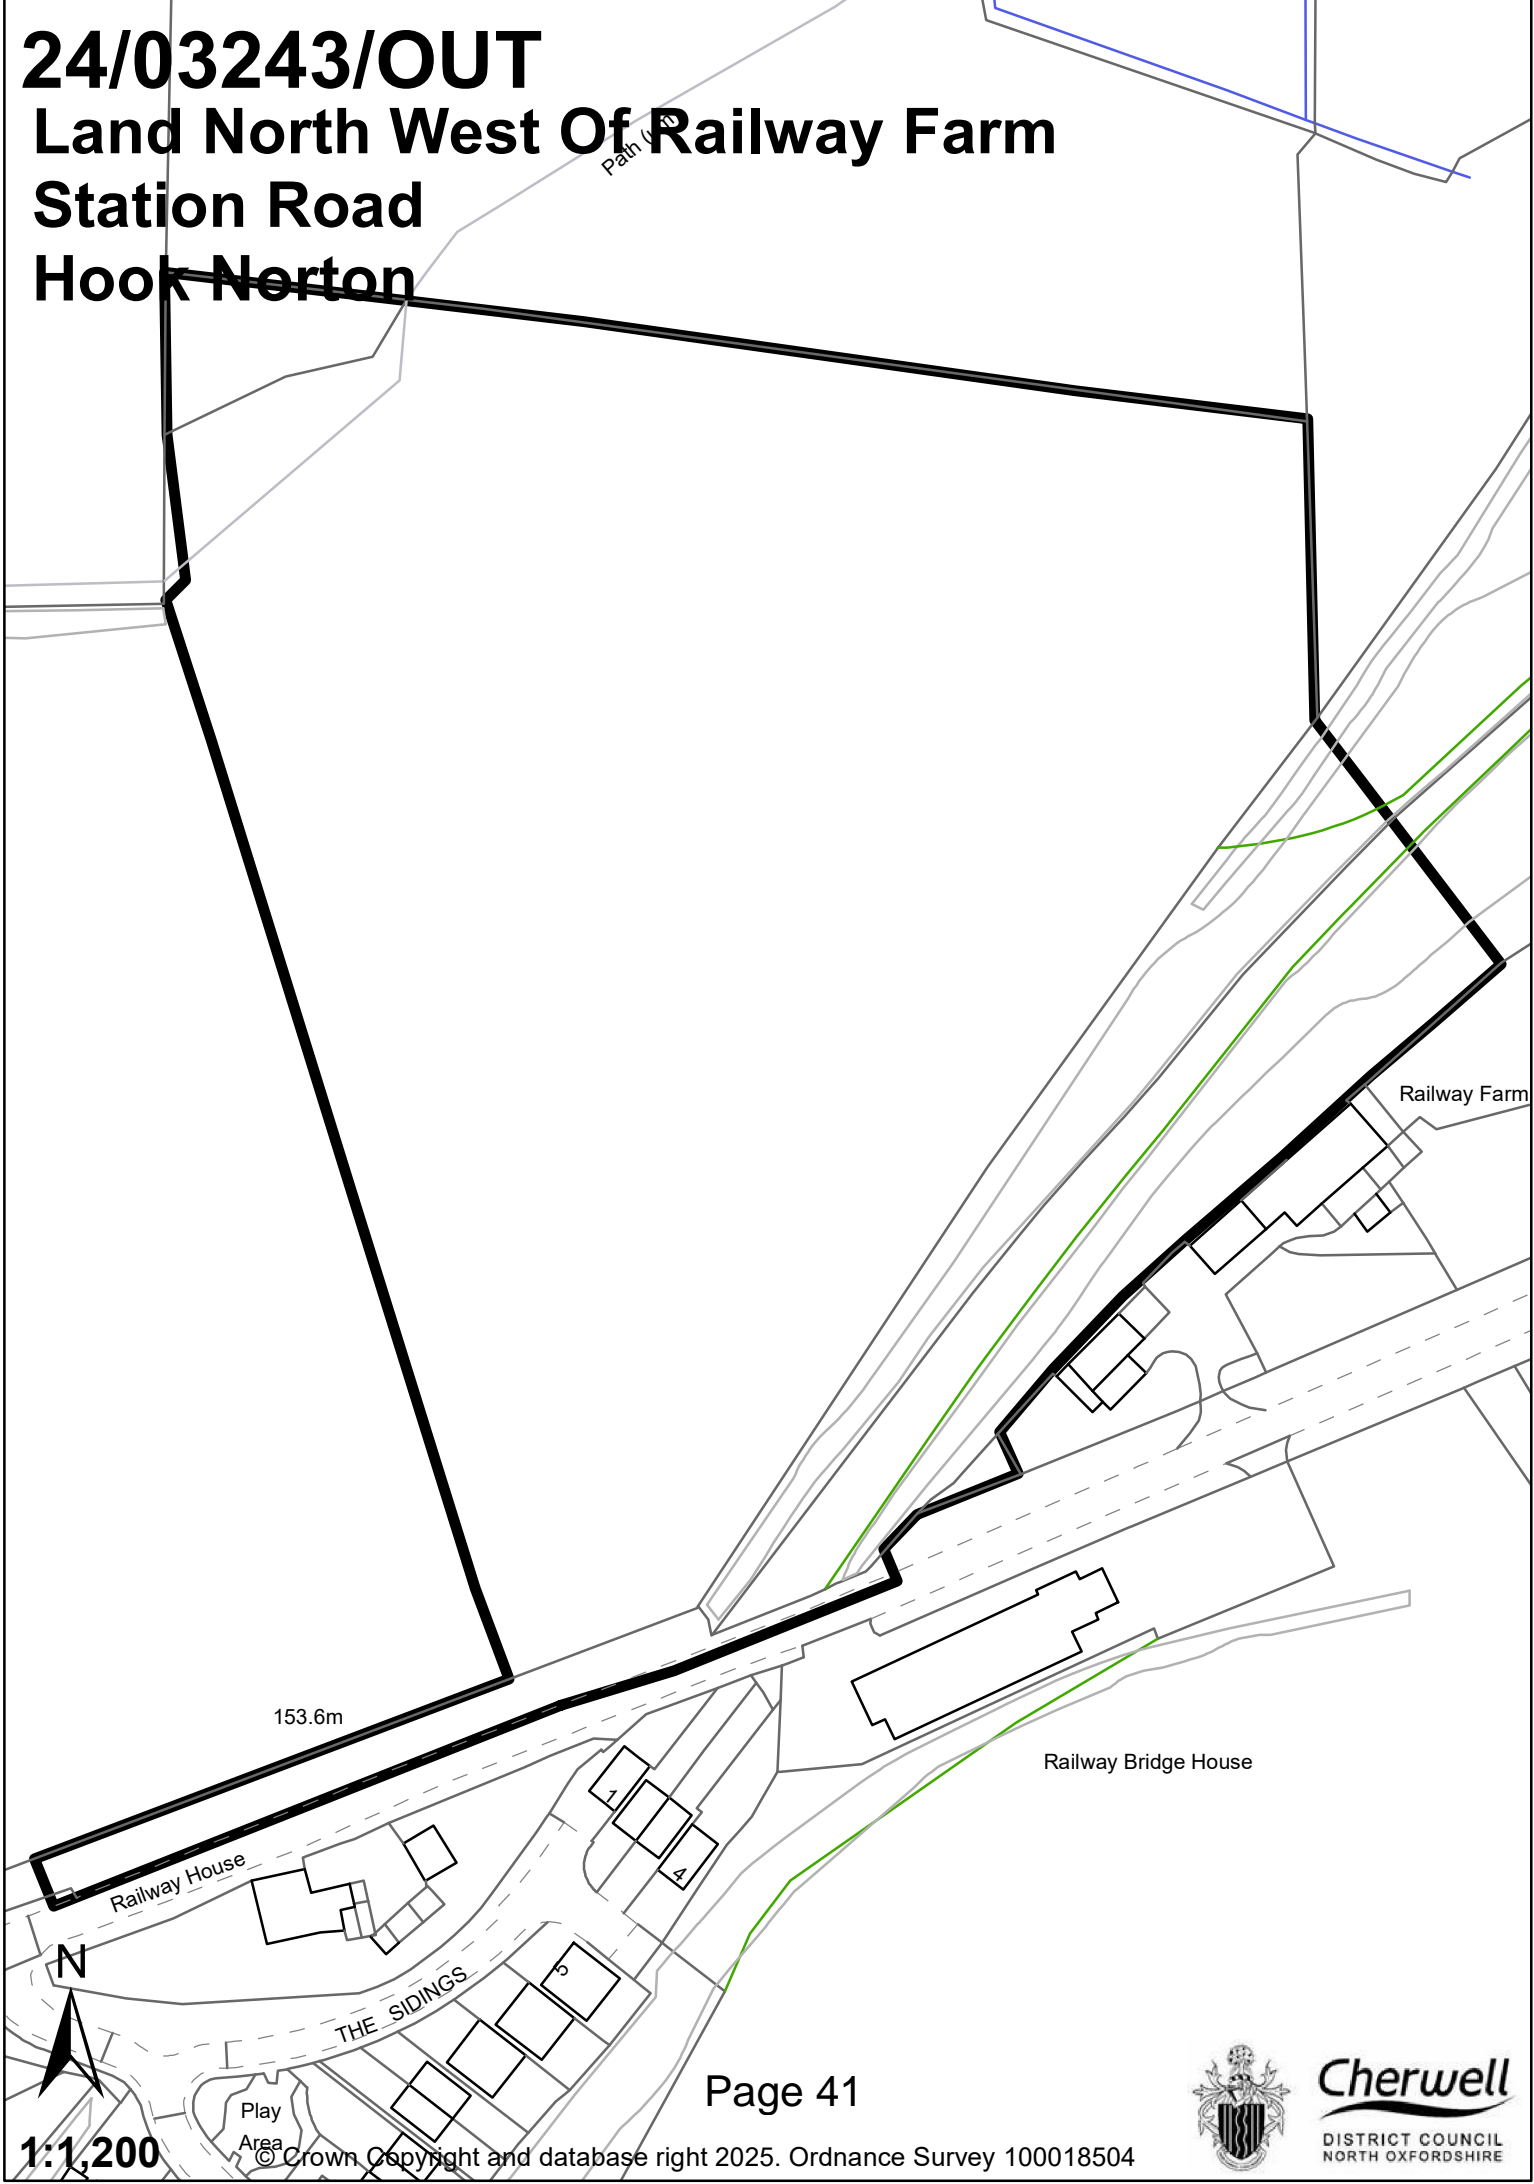 24/03243/OUT
Land North West Of Railway Farm
Station Road
Hook Norton
Path
Railway Farm
153.6m
Railway Bridge House
Railway House
1
4
5
THE SIDINGS
N
Play
Area
Page 41
1:1,200
© Crown Copyright and database right 2025. Ordnance Survey 100018504
Cherwell
DISTRICT COUNCIL
NORTH OXFORDSHIRE